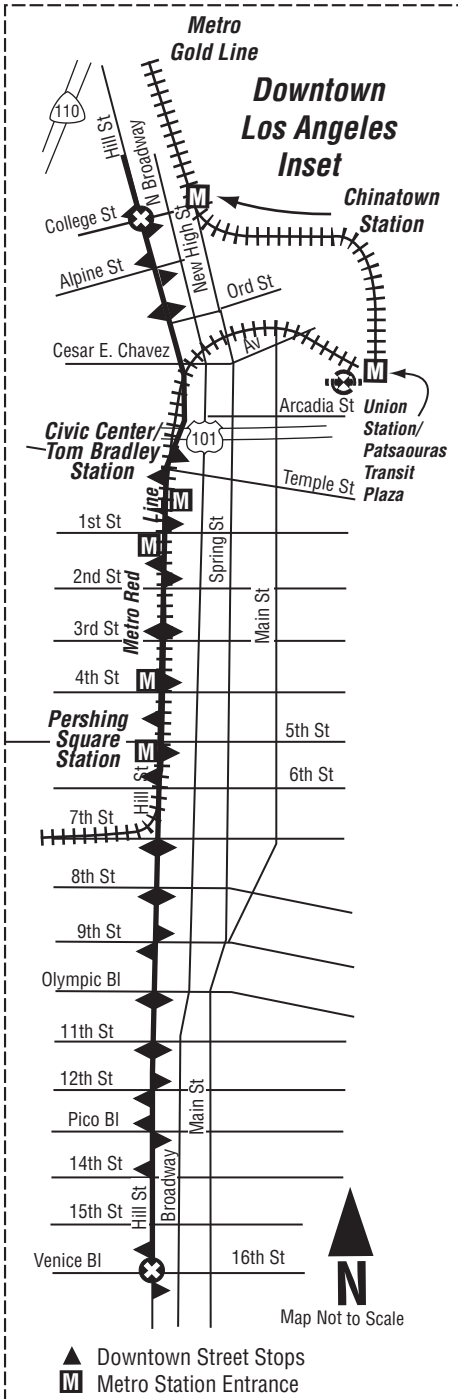 Metro
Gold Line
110
Hill St
N Broadway
Downtown
Los Angeles
Inset
M
Chinatown
Station
College St
New High St
Alpine St
Ord St
Cesar E. Chavez
Av
M
Arcadia St
Union
Station/
Patsaouras
Transit
Plaza
Civic Center/
Tom Bradley
Station
101
Temple St
M
Line
1st St
M
Spring St
2nd St
Metro Red
Main St
3rd St
4th St
M
Pershing
Square
Station
5th St
M
6th St
Hill St
7th St
8th St
9th St
Olympic Bl
11th St
12th St
Main St
Pico Bl
14th St
Hill St
Broadway
15th St
Venice Bl
16th St
N
Map Not to Scale
Downtown Street Stops
M Metro Station Entrance